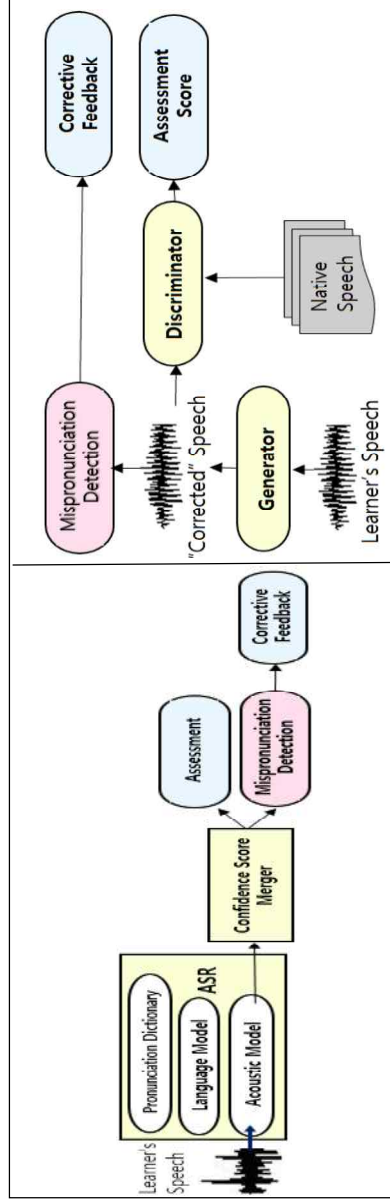 Learner's
Speech
Pronunciation Dictionary
Language Model
ASR
Acoustic Model
Confidence Score
Merger
Assessment
Mispronunciation
Detection
Corrective
Feedback
Mispronunciation
Detection
"Corrected" Speech
Generator
Learner's Speech
Discriminator
Native
Speech
Corrective
Feedback
Assessment
Score